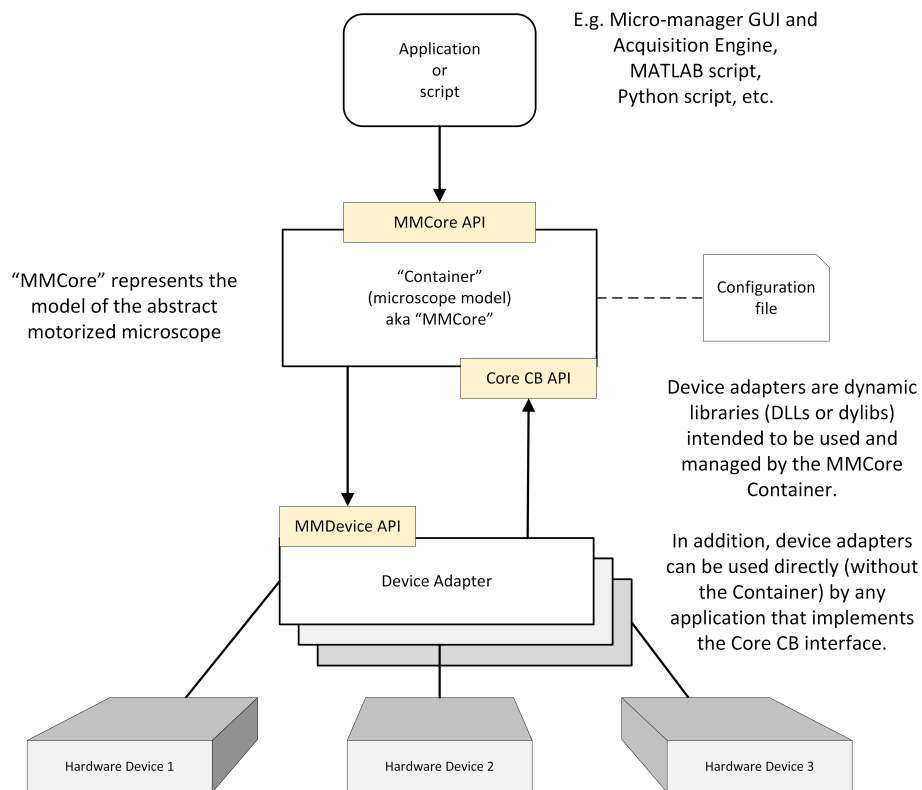 Application
or
script
E.g. Micro-manager GUI and
Acquisition Engine,
MATLAB script,
Python script, etc.
MMCore API
“Container”
(microscope model)
aka “MMCore”
“MMCore” represents the
model of the abstract
motorized microscope
Configuration
file
Core CB API
Device adapters are dynamic
libraries (DLLs or dylibs)
intended to be used and
managed by the MMCore
Container.
MMDevice API
Device Adapter
In addition, device adapters
can be used directly (without
the Container) by any
application that implements
the Core CB interface.
Hardware Device 1
Hardware Device 2
Hardware Device 3